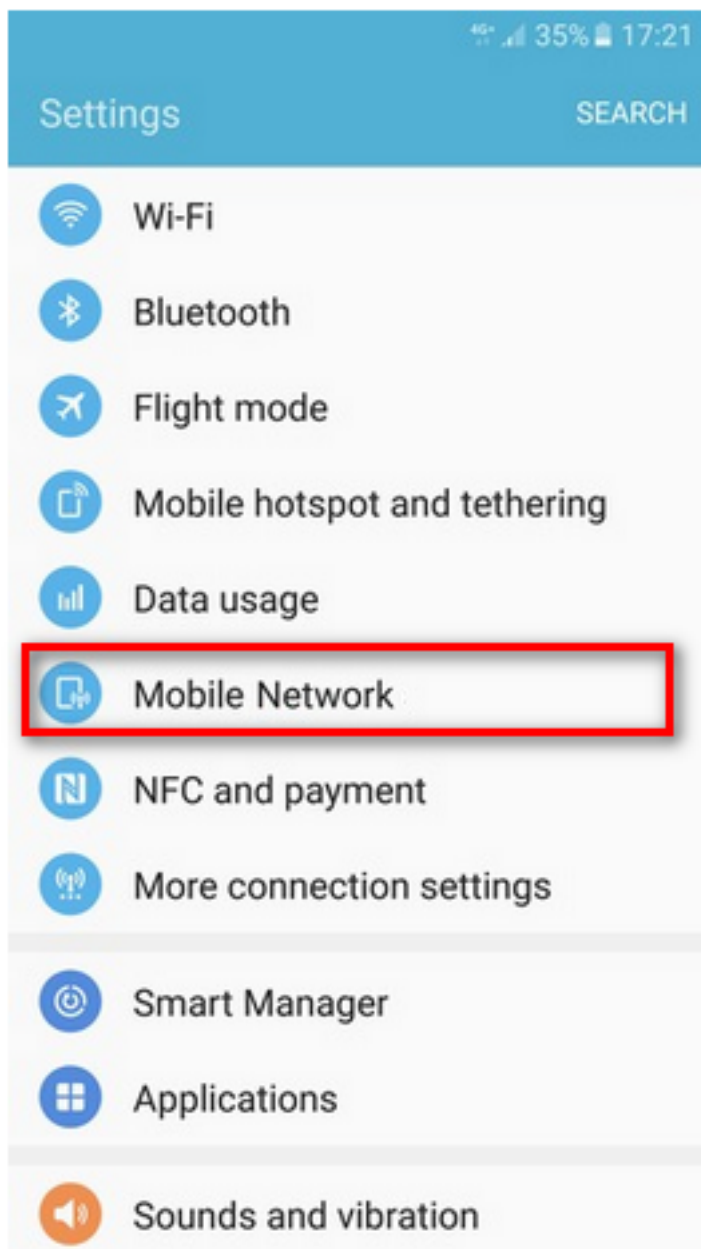 4G+ 35% 17:21
Settings SEARCH
Wi-Fi
Bluetooth
Flight mode
Mobile hotspot and tethering
Data usage
Mobile Network
NFC and payment
More connection settings
Smart Manager
Applications
Sounds and vibration